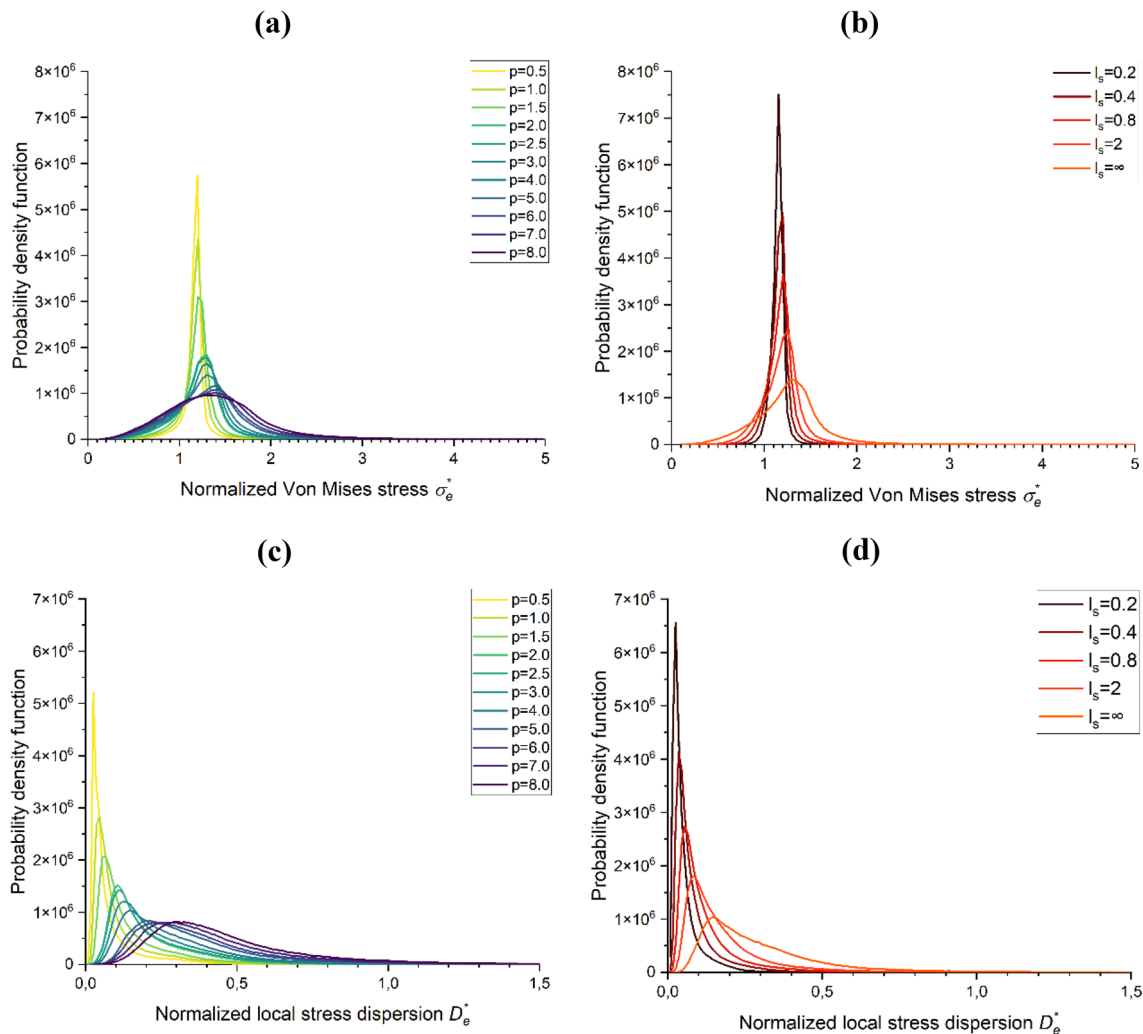 (a)
8×10⁶
7×10⁶
6×10⁶
5×10⁶
4×10⁶
3×10⁶
2×10⁶
1×10⁶
0
0 1 2 3 4 5
Probability density function
Normalized Von Mises stress σₑ*
p=0.5
p=1.0
p=1.5
p=2.0
p=2.5
p=3.0
p=4.0
p=5.0
p=6.0
p=7.0
p=8.0
(b)
8×10⁶
7×10⁶
6×10⁶
5×10⁶
4×10⁶
3×10⁶
2×10⁶
1×10⁶
0
0 1 2 3 4 5
Probability density function
Normalized Von Mises stress σₑ*
lₛ=0.2
lₛ=0.4
lₛ=0.8
lₛ=2
lₛ=∞
(c)
7×10⁶
6×10⁶
5×10⁶
4×10⁶
3×10⁶
2×10⁶
1×10⁶
0
0,0 0,5 1,0 1,5
Probability density function
Normalized local stress dispersion Dₑ*
p=0.5
p=1.0
p=1.5
p=2.0
p=2.5
p=3.0
p=4.0
p=5.0
p=6.0
p=7.0
p=8.0
(d)
7×10⁶
6×10⁶
5×10⁶
4×10⁶
3×10⁶
2×10⁶
1×10⁶
0
0,0 0,5 1,0 1,5
Probability density function
Normalized local stress dispersion Dₑ*
lₛ=0.2
lₛ=0.4
lₛ=0.8
lₛ=2
lₛ=∞